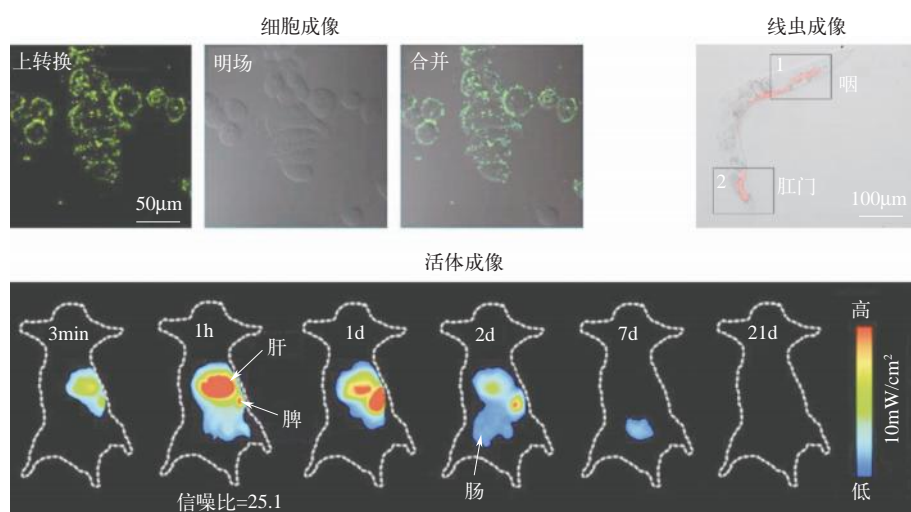 细胞成像
线虫成像
上转换
明场
合并
50μm
1
咽
2
肛门
100μm
活体成像
3min
1h
1d
2d
7d
21d
肝
脾
肠
信噪比=25.1
高
10mW/cm²
低